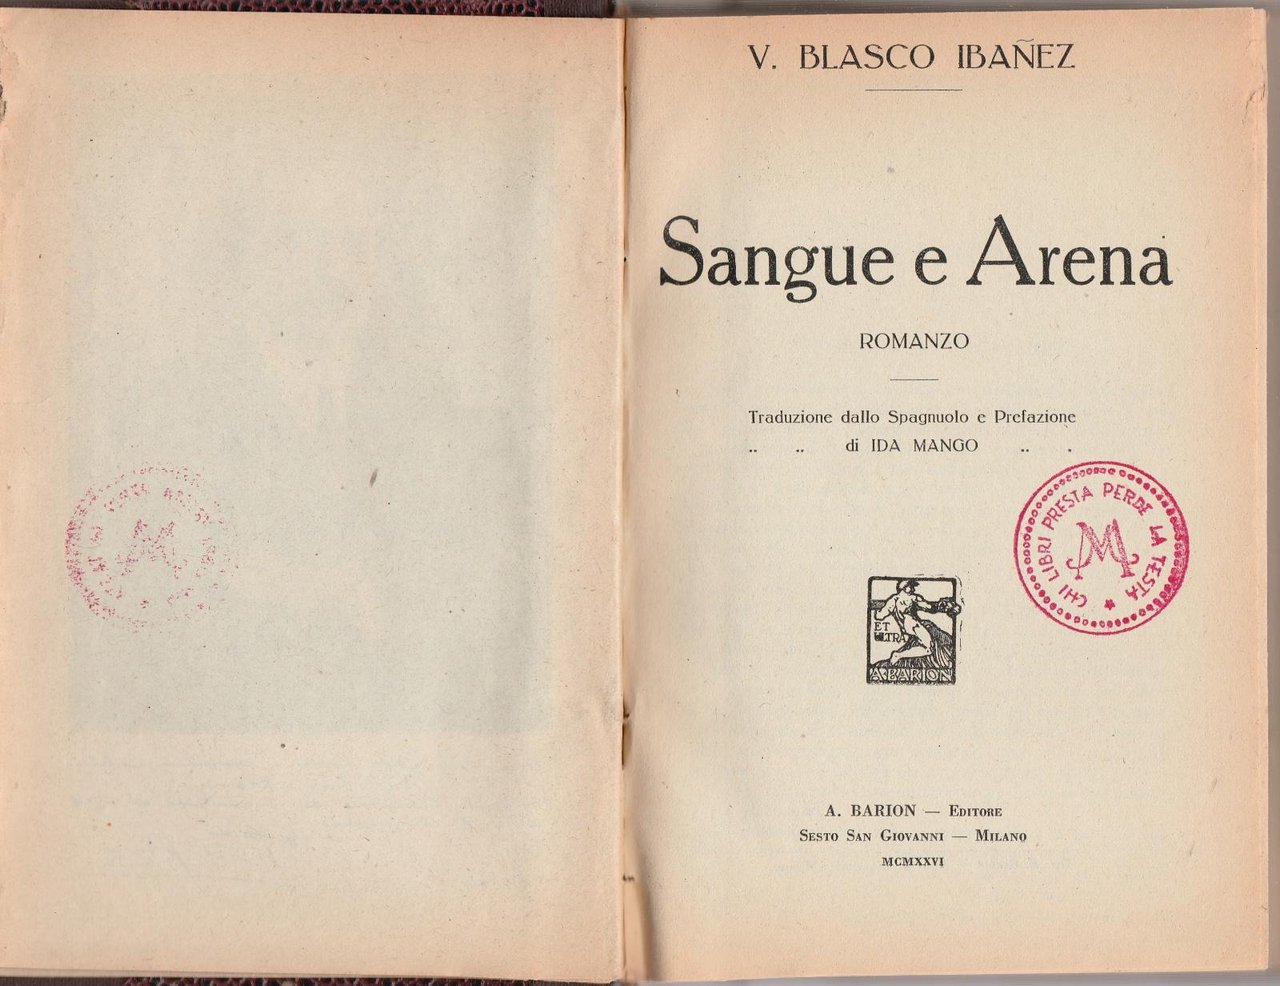 V. BLASCO IBAÑEZ
Sangue e Arena
ROMANZO
Traduzione dallo Spagnuolo e Prefazione
.. .. di IDA MANGO .. .
CHI LIBRI PRESTA PERDE LA TESTA
M
ET
ULTRA
A·BARION
A. BARION — EDITORE
SESTO SAN GIOVANNI — MILANO
MCMXXVI